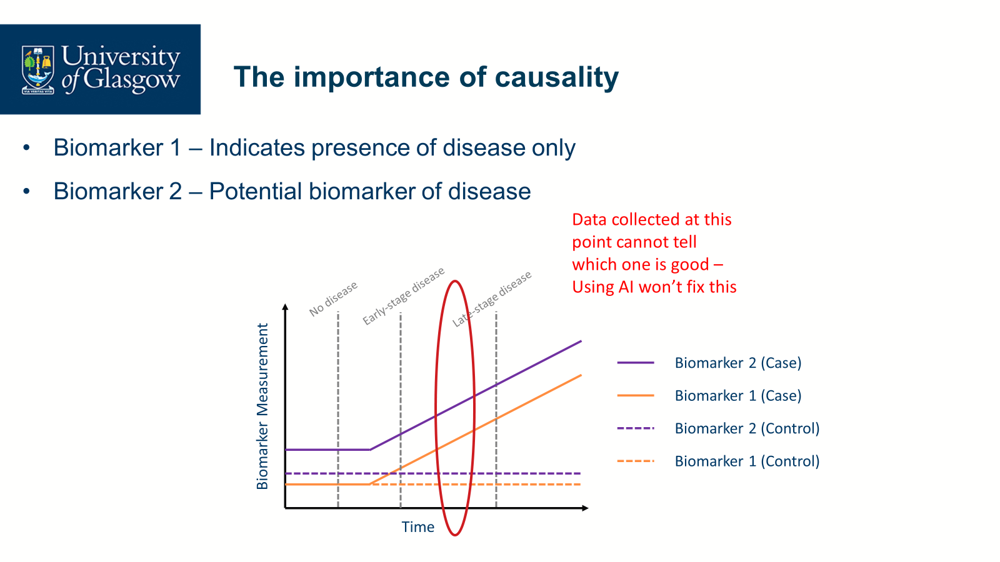 University
of Glasgow
VIA VERITAS VITA
The importance of causality
• Biomarker 1 – Indicates presence of disease only
• Biomarker 2 – Potential biomarker of disease
Data collected at this
point cannot tell
which one is good –
Using AI won’t fix this
No disease
Early-stage disease
Late-stage disease
Biomarker Measurement
Time
Biomarker 2 (Case)
Biomarker 1 (Case)
Biomarker 2 (Control)
Biomarker 1 (Control)